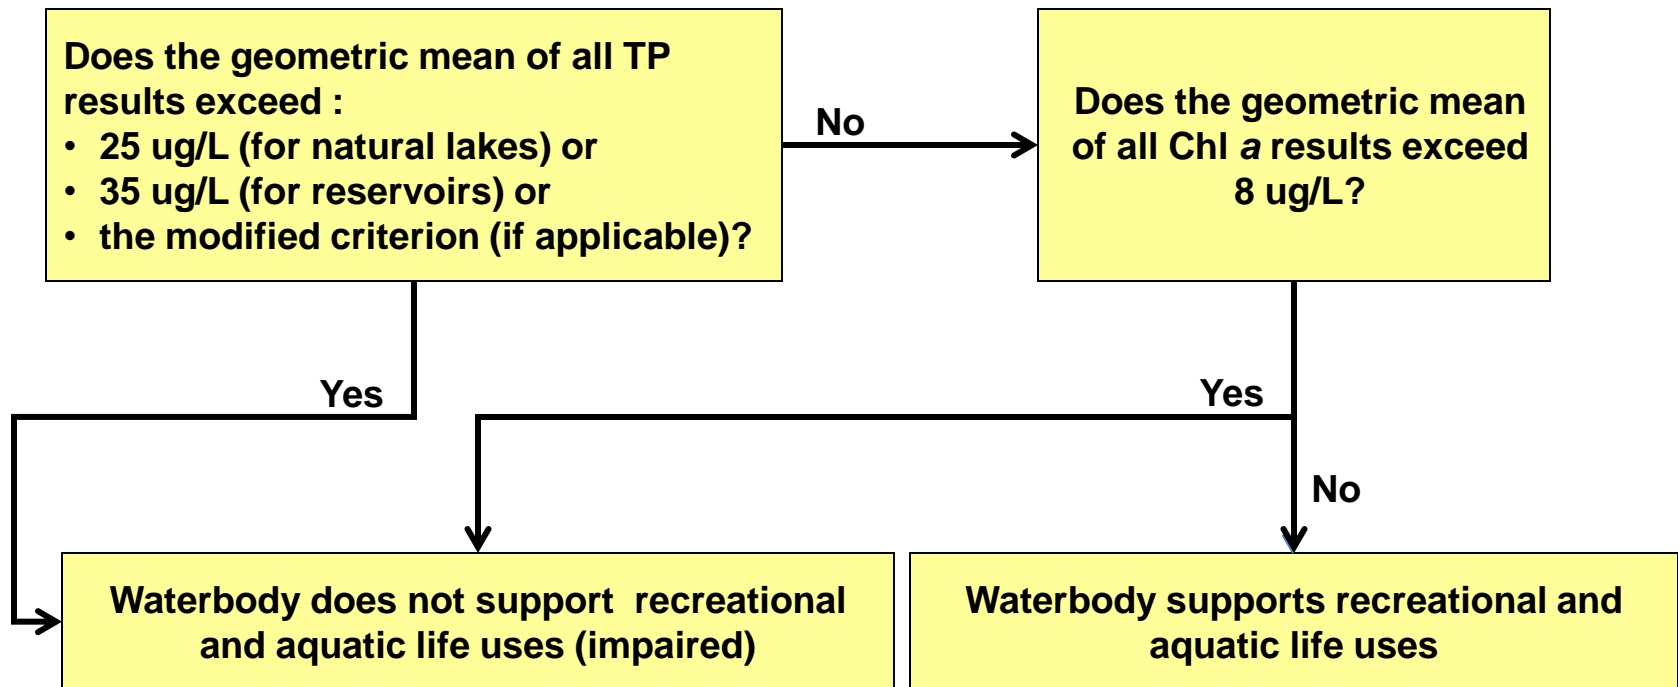 Does the geometric mean of all TP
results exceed :
• 25 ug/L (for natural lakes) or
• 35 ug/L (for reservoirs) or
• the modified criterion (if applicable)?
No
Does the geometric mean
of all Chl a results exceed
8 ug/L?
Yes
Yes
No
Waterbody does not support recreational
and aquatic life uses (impaired)
Waterbody supports recreational and
aquatic life uses